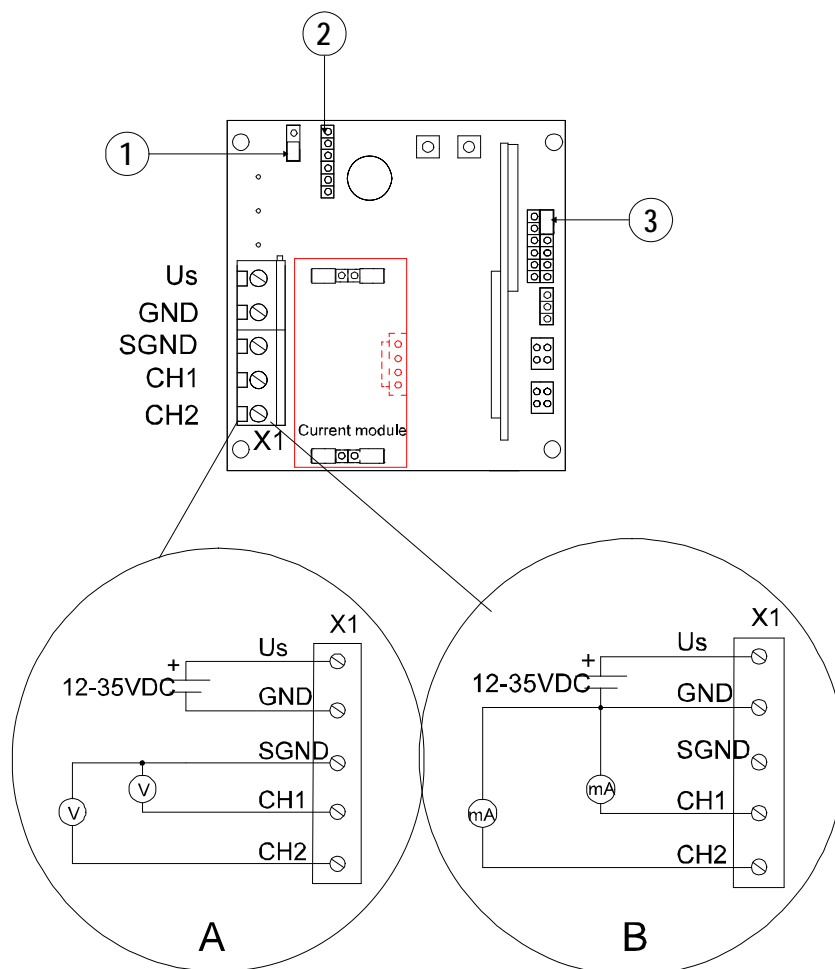 2
1
3
Us
GND
SGND
CH1
CH2
X1
Current module
X1
Us
+
12-35VDC
GND
SGND
V
V
CH1
CH2
A
X1
Us
+
12-35VDC
GND
SGND
mA
mA
CH1
CH2
B